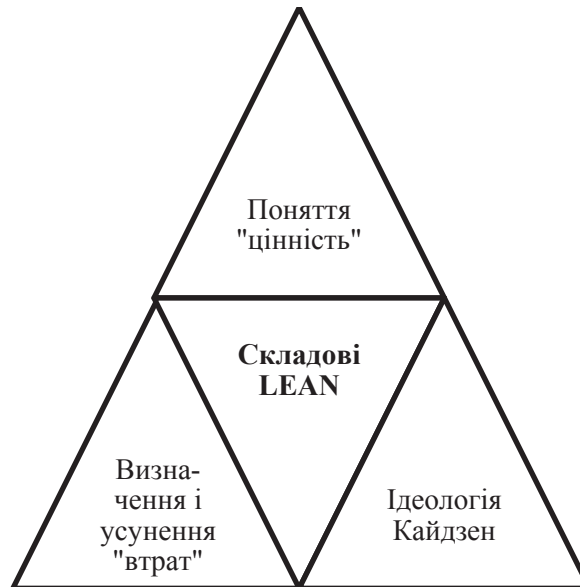 Поняття
"цінність"
Складові
LEAN
Визна-
чення і
усунення
"втрат"
Ідеологія
Кайдзен